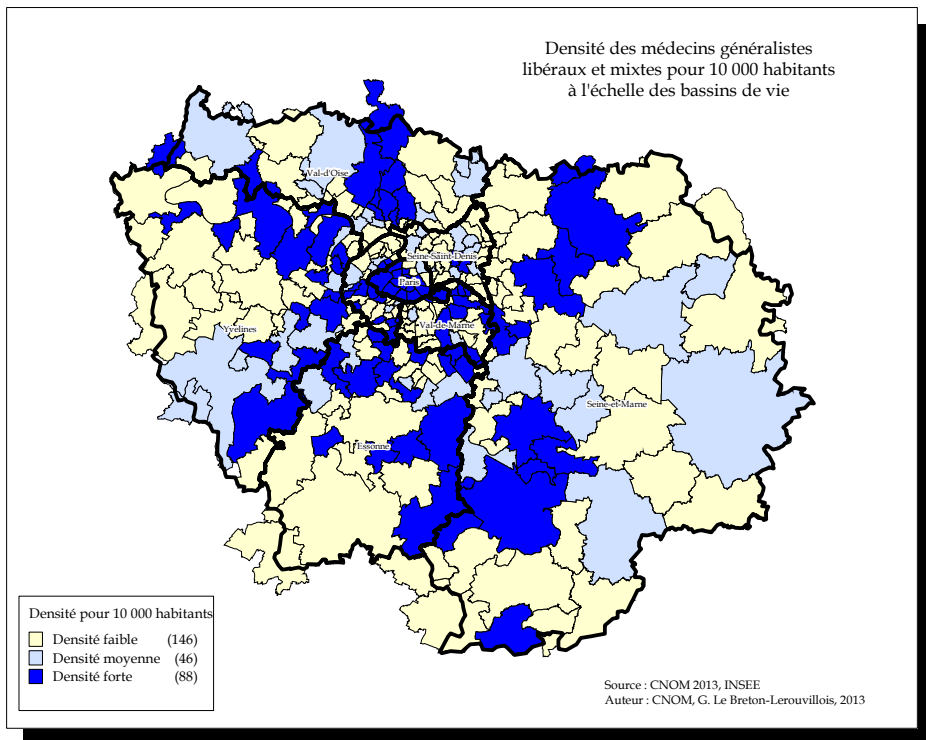 Densité des médecins généralistes
libéraux et mixtes pour 10 000 habitants
à l'échelle des bassins de vie
Val-d'Oise
Seine-Saint-Denis
Paris
Val-de-Marne
Yvelines
Seine-et-Marne
Essonne
Densité pour 10 000 habitants
Densité faible (146)
Densité moyenne (46)
Densité forte (88)
Source : CNOM 2013, INSEE
Auteur : CNOM, G. Le Breton-Lerouvillois, 2013